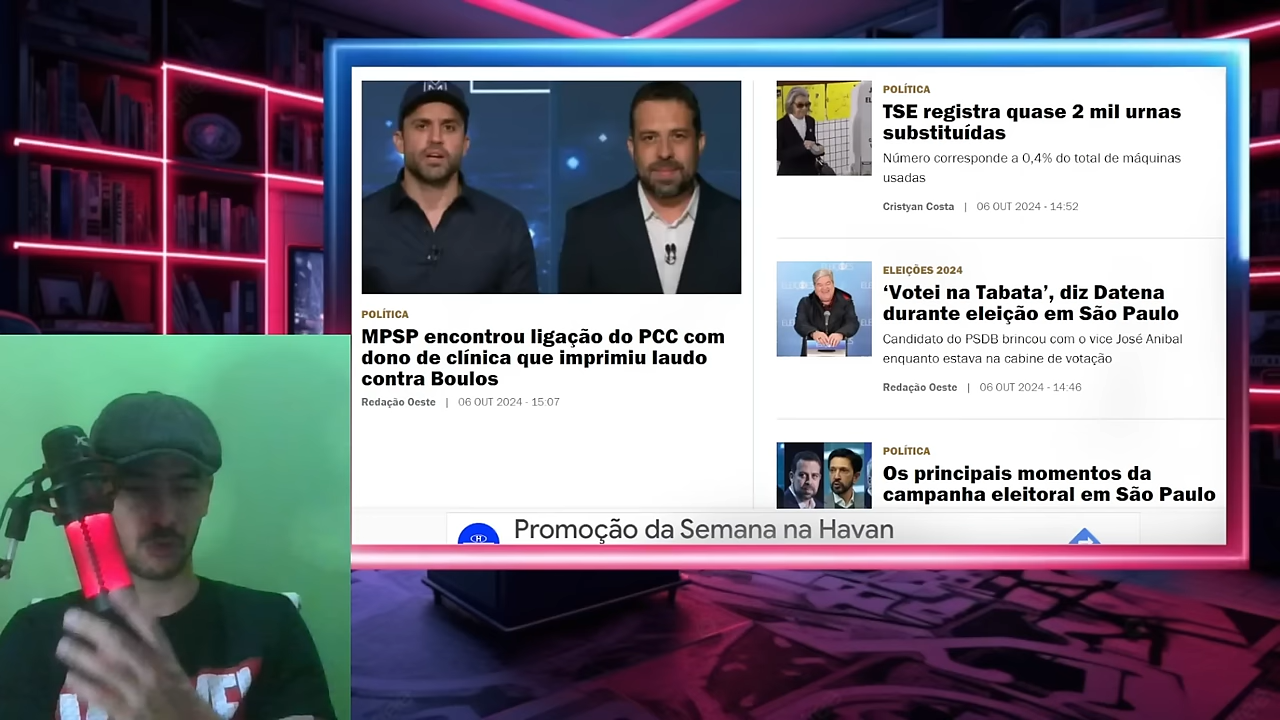 POLÍTICA
MPSP encontrou ligação do PCC com
dono de clínica que imprimiu laudo
contra Boulos
Redação Oeste | 06 OUT 2024 - 15:07
POLÍTICA
TSE registra quase 2 mil urnas
substituídas
Número corresponde a 0,4% do total de máquinas
usadas
Cristyan Costa | 06 OUT 2024 - 14:52
ELEIÇÕES 2024
‘Votei na Tabata’, diz Datena
durante eleição em São Paulo
Candidato do PSDB brincou com o vice José Anibal
enquanto estava na cabine de votação
Redação Oeste | 06 OUT 2024 - 14:46
POLÍTICA
Os principais momentos da
campanha eleitoral em São Paulo
Promoção da Semana na Havan